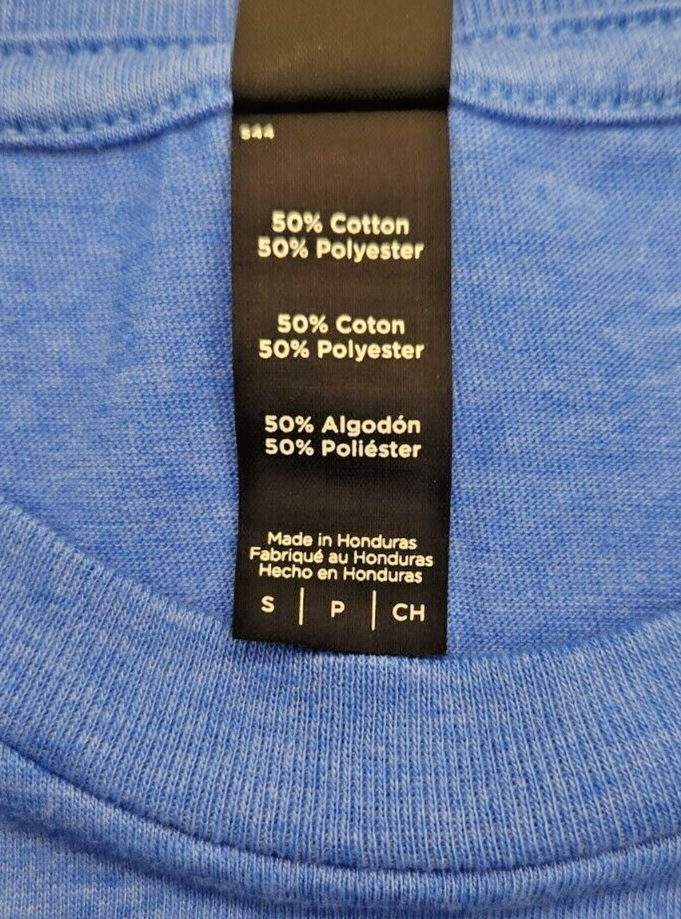 944
50% Cotton
50% Polyester
50% Coton
50% Polyester
50% Algodón
50% Poliéster
Made in Honduras
Fabriqué au Honduras
Hecho en Honduras
S | P | CH